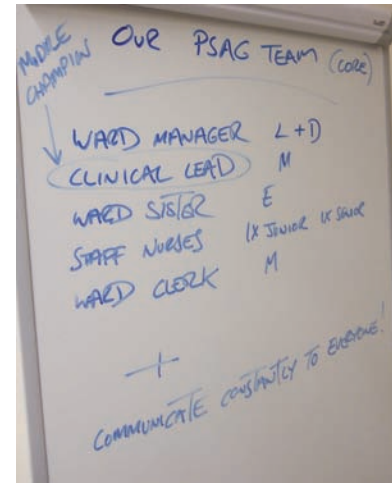 MODULE
CHAMPION
OUR PSAG TEAM (CORE)
WARD MANAGER L + D
CLINICAL LEAD M
WARD SISTER E
STAFF NURSES 1X JUNIOR 1X SENIOR
WARD CLERK M
+
COMMUNICATE CONSTANTLY TO EVERYONE!